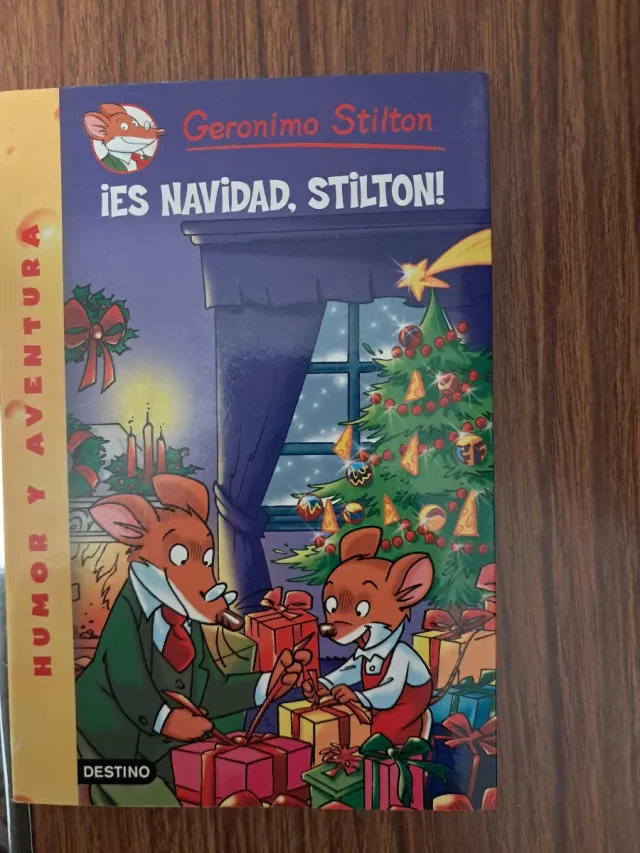 Geronimo Stilton
¡ES NAVIDAD, STILTON!
HUMOR Y AVENTURA
DESTINO